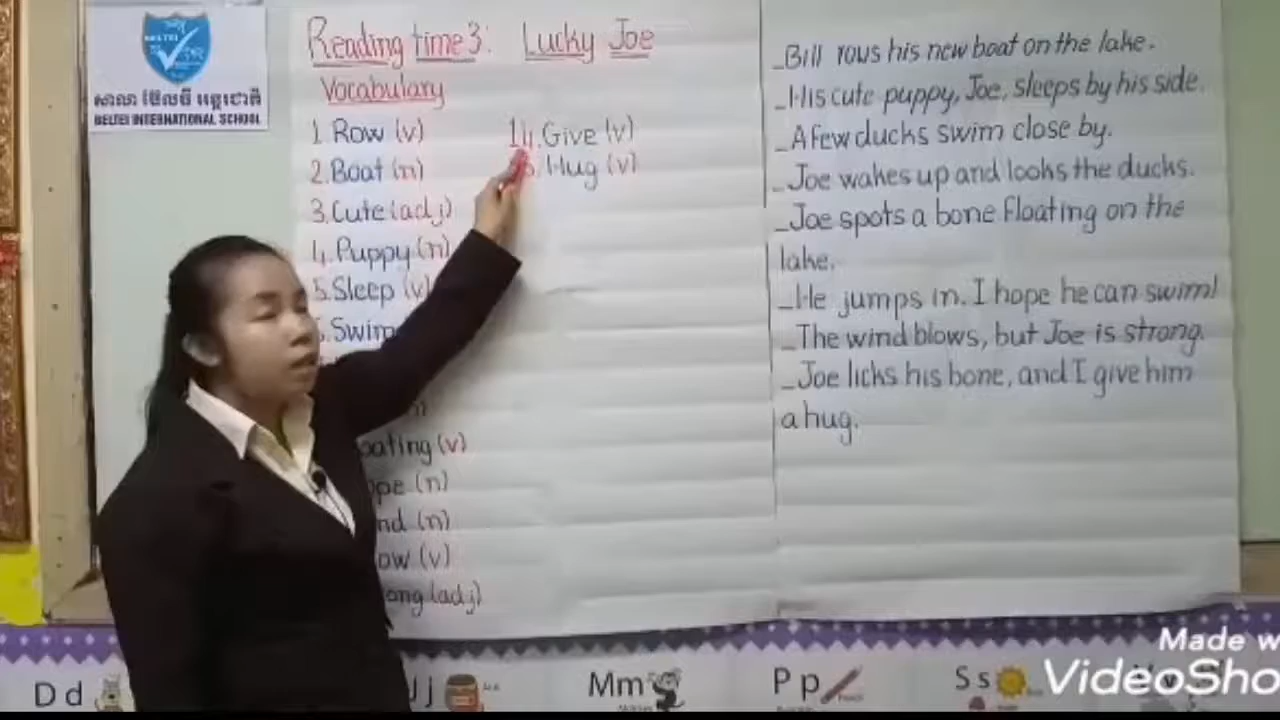 សាលា ប៊ែលធី អន្តរជាតិ
BELTEI INTERNATIONAL SCHOOL
Reading time 3: Lucky Joe
Vocabulary
1. Row (v)
2. Boat (n)
3. Cute (adj)
4. Puppy (n)
5. Sleep (v)
. Swim
oating (v)
ope (n)
nd (n)
ow (v)
ong (adj)
14. Give (v)
. Hug (v)
_Bill rows his new boat on the lake.
_His cute puppy, Joe, sleeps by his side.
_A few ducks swim close by.
_Joe wakes up and looks the ducks.
_Joe spots a bone floating on the
lake.
_He jumps in. I hope he can swim!
_The wind blows, but Joe is strong.
_Joe licks his bone, and I give him
a hug.
D d
J j
Mm
P p
S s
Made w
VideoSho